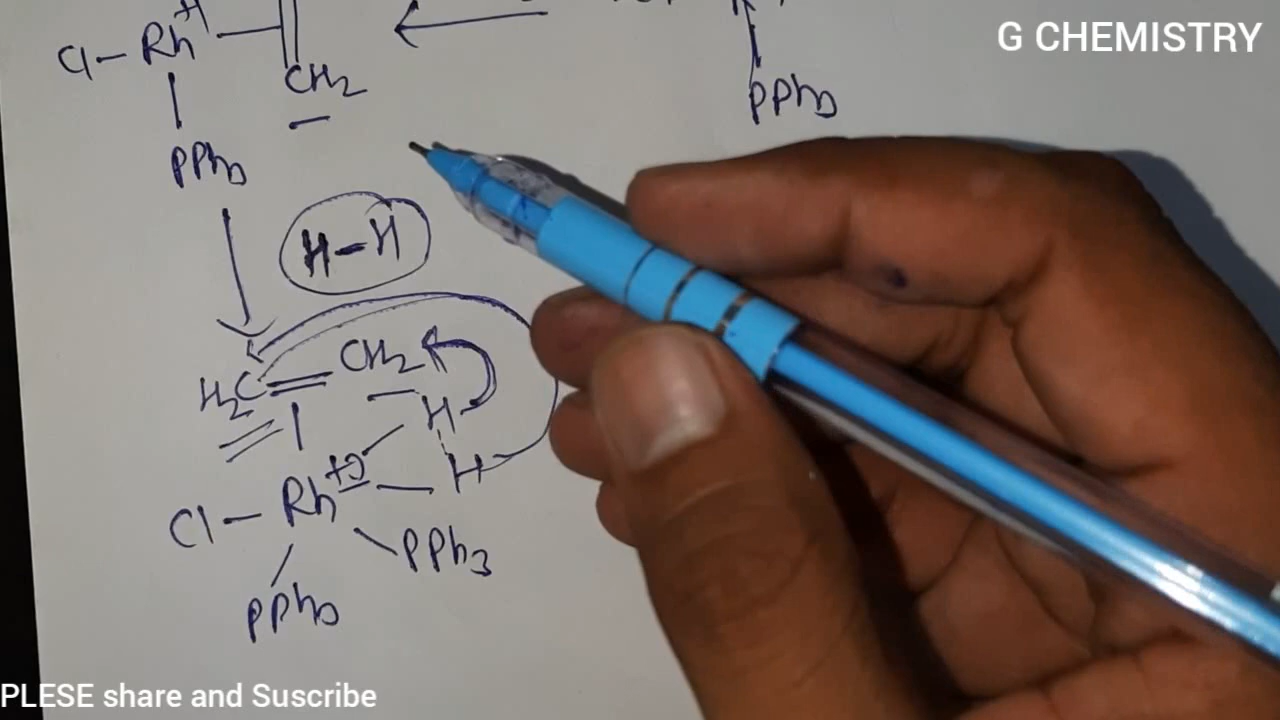 G CHEMISTRY
Cl-Rh+
CH2
PPh3
PPh3
H-H
H2C=CH2
H
H
Cl-Rh
PPh3
PPh3
PLESE share and Suscribe